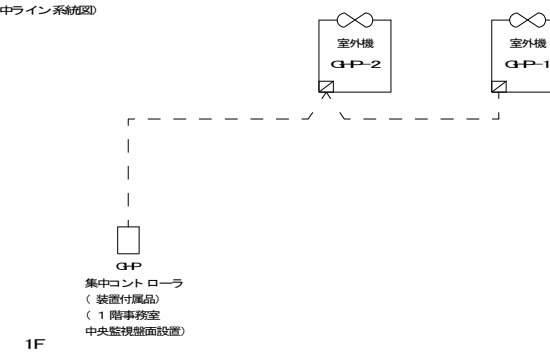 中ライン系統図)
室外機
GHP-2
室外機
GHP-1
GHP
集中コントローラ
(装置付属品)
(1階事務室
中央監視盤面設置)
1F